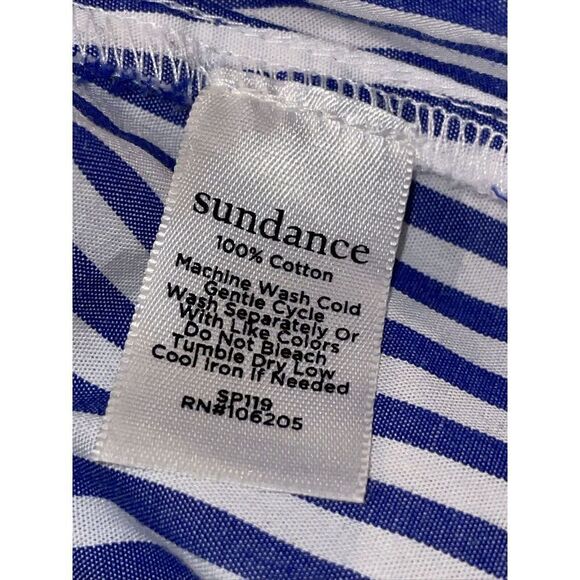 sundance
100% Cotton
Machine Wash Cold
Gentle Cycle
Wash Separately Or
With Like Colors
Do Not Bleach
Tumble Dry Low
Cool Iron If Needed
SP119
RN#106205